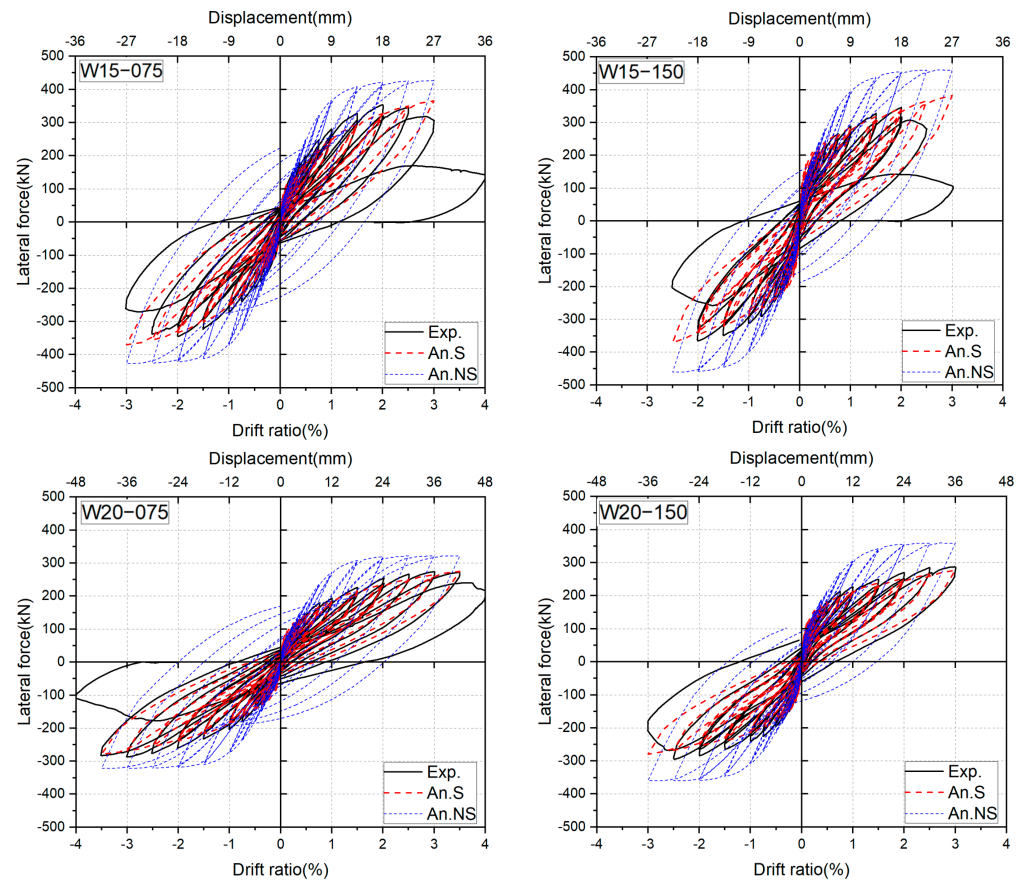 Displacement(mm)
-36 -27 -18 -9 0 9 18 27 36
W15−075
500
400
300
200
100
0
-100
-200
-300
-400
-500
Lateral force(kN)
Exp.
An.S
An.NS
-4 -3 -2 -1 0 1 2 3 4
Drift ratio(%)
Displacement(mm)
-36 -27 -18 -9 0 9 18 27 36
W15−150
500
400
300
200
100
0
-100
-200
-300
-400
-500
Lateral force(kN)
Exp.
An.S
An.NS
-4 -3 -2 -1 0 1 2 3 4
Drift ratio(%)
Displacement(mm)
-48 -36 -24 -12 0 12 24 36 48
W20−075
500
400
300
200
100
0
-100
-200
-300
-400
-500
Lateral force(kN)
Exp.
An.S
An.NS
-4 -3 -2 -1 0 1 2 3 4
Drift ratio(%)
Displacement(mm)
-48 -36 -24 -12 0 12 24 36 48
W20−150
500
400
300
200
100
0
-100
-200
-300
-400
-500
Lateral force(kN)
Exp.
An.S
An.NS
-4 -3 -2 -1 0 1 2 3 4
Drift ratio(%)